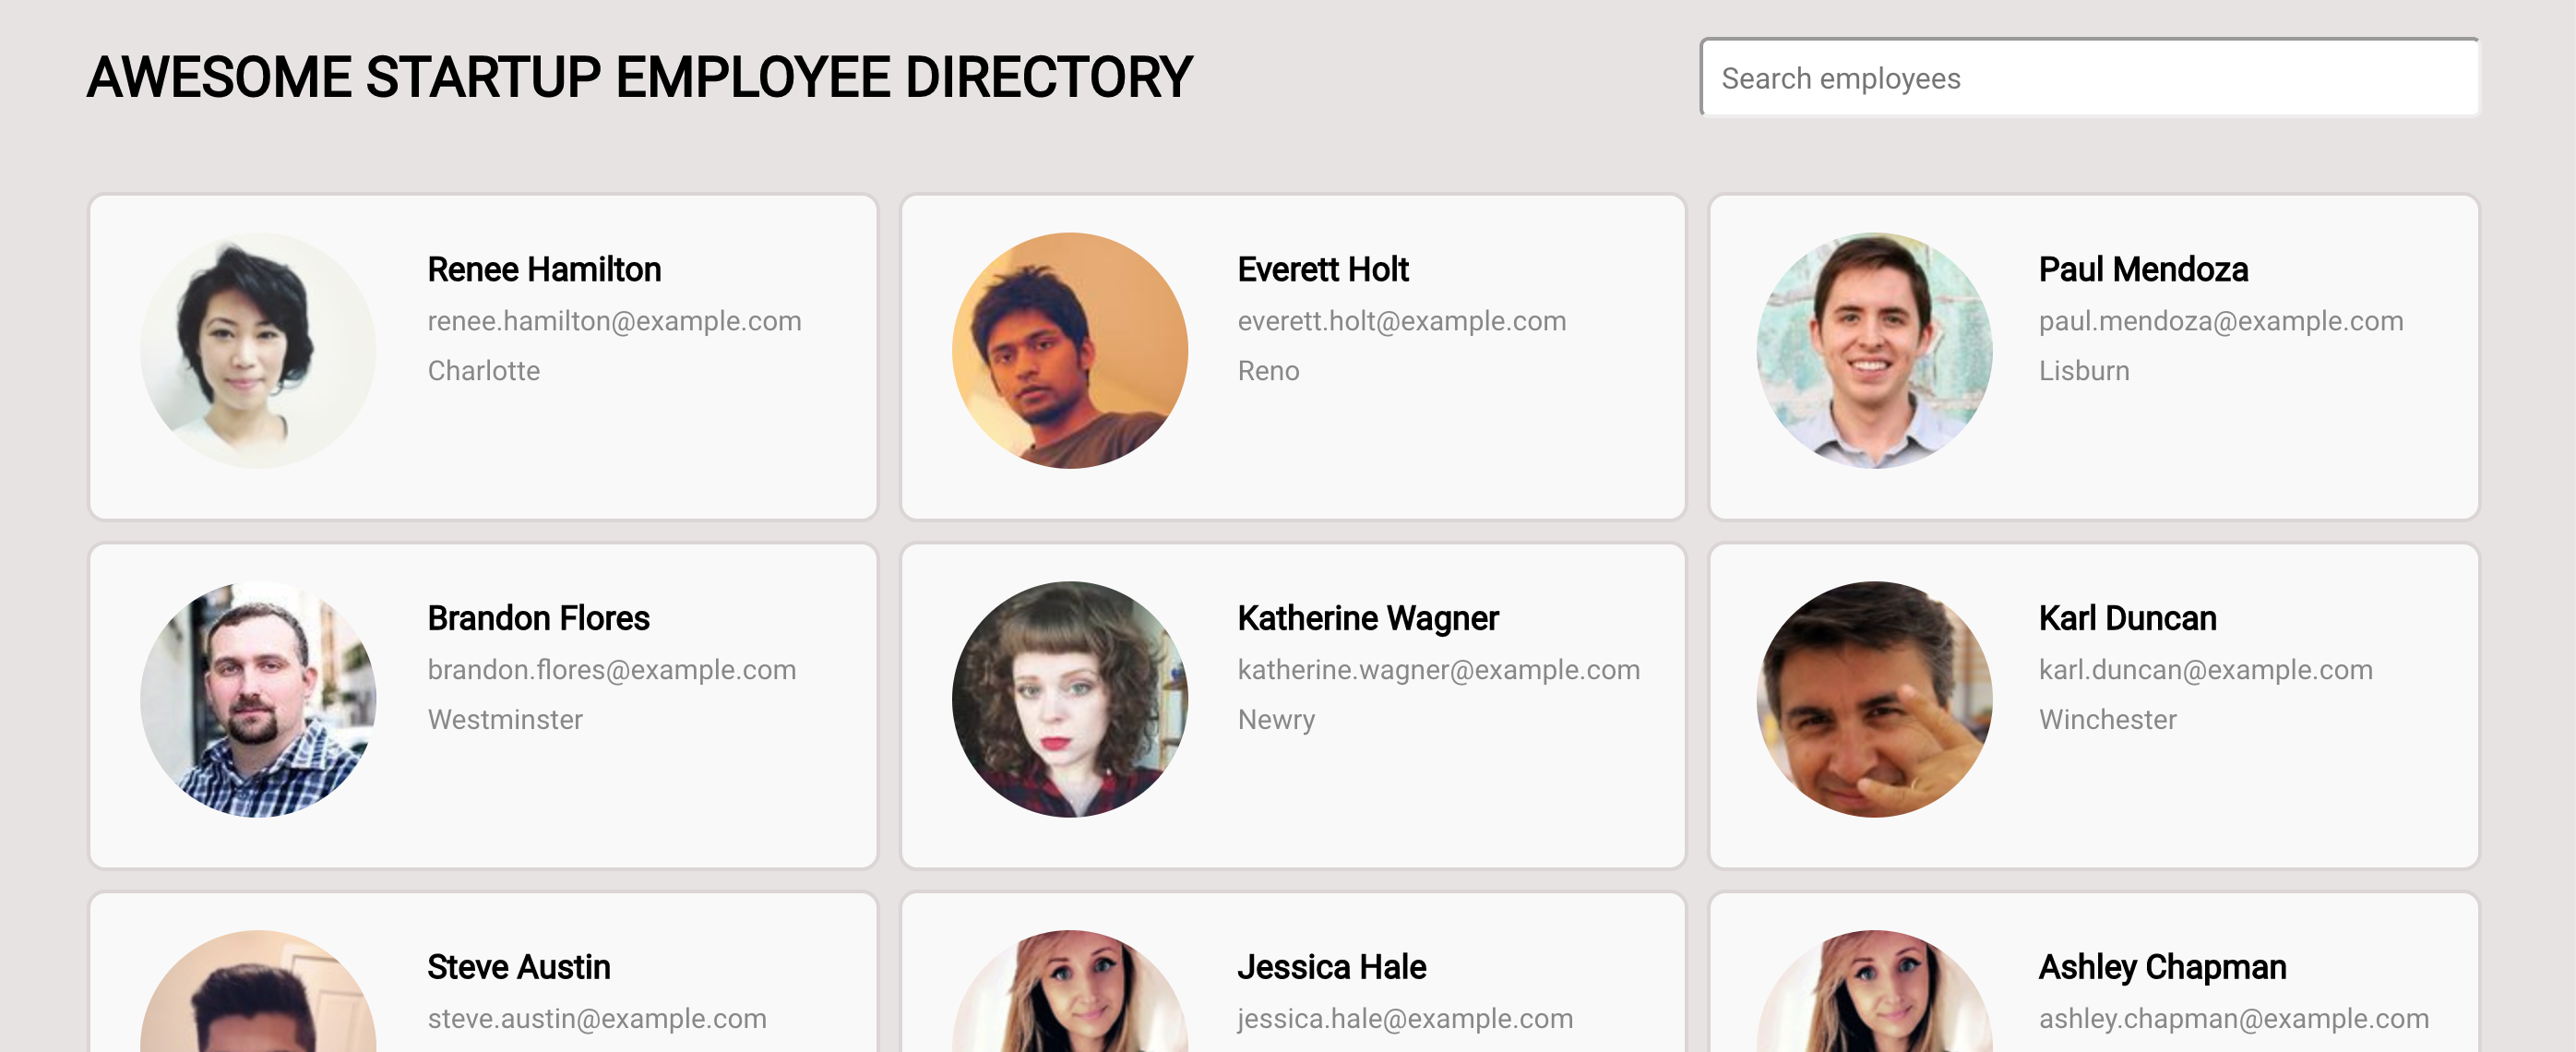 AWESOME STARTUP EMPLOYEE DIRECTORY
Search employees
Renee Hamilton
renee.hamilton@example.com
Charlotte
Everett Holt
everett.holt@example.com
Reno
Paul Mendoza
paul.mendoza@example.com
Lisburn
Brandon Flores
brandon.flores@example.com
Westminster
Katherine Wagner
katherine.wagner@example.com
Newry
Karl Duncan
karl.duncan@example.com
Winchester
Steve Austin
steve.austin@example.com
Jessica Hale
jessica.hale@example.com
Ashley Chapman
ashley.chapman@example.com